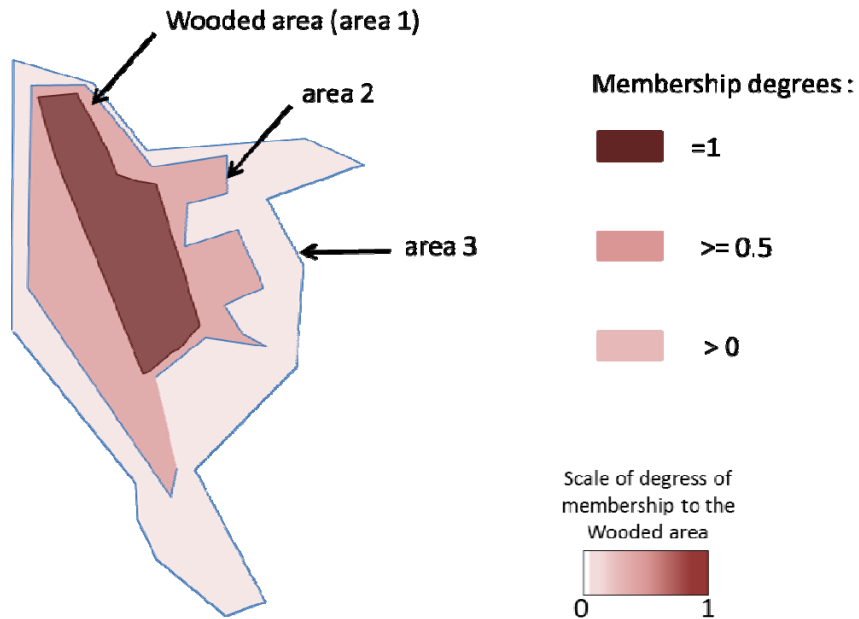 Wooded area (area 1)
area 2
area 3
Membership degrees :
=1
>= 0.5
> 0
Scale of degress of
membership to the
Wooded area
0 1